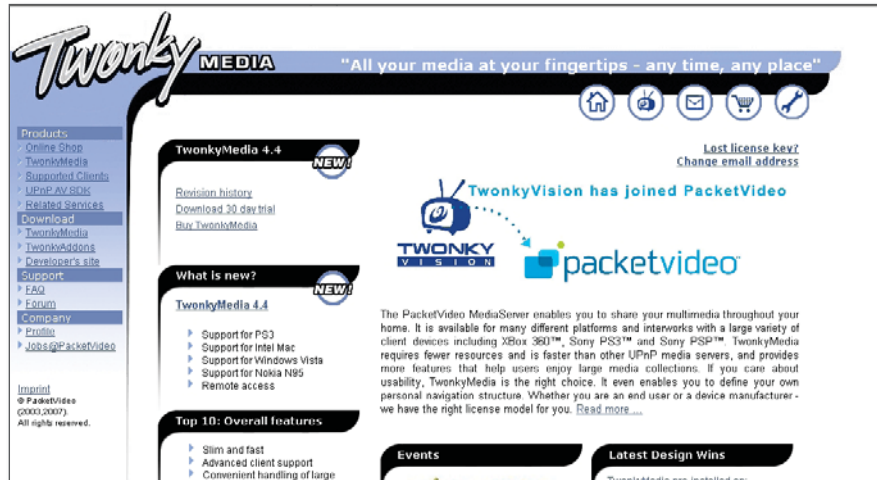 Twonky MEDIA
"All your media at your fingertips - any time, any place"
Products
Online Shop
TwonkyMedia
Supported Clients
UPnP AV SDK
Related Services
Download
TwonkyMedia
TwonkyAddons
Developer's site
Support
FAQ
Forum
Company
Profile
Jobs@PacketVideo
Imprint
© PacketVideo
(2003,2007).
All rights reserved.
TwonkyMedia 4.4
NEW!
Revision history
Download 30 day trial
Buy TwonkyMedia
What is new?
NEW!
TwonkyMedia 4.4
Support for PS3
Support for Intel Mac
Support for Windows Vista
Support for Nokia N95
Remote access
Top 10: Overall features
Slim and fast
Advanced client support
Convenient handling of large
Lost license key?
Change email address
TwonkyVision has joined PacketVideo
TWONKY
VISION
packetvideo
The PacketVideo MediaServer enables you to share your multimedia throughout your
home. It is available for many different platforms and interworks with a large variety of
client devices including XBox 360™, Sony PS3™ and Sony PSP™. TwonkyMedia
requires fewer resources and is faster than other UPnP media servers, and provides
more features that help users enjoy large media collections. If you care about
usability, TwonkyMedia is the right choice. It even enables you to define your own
personal navigation structure. Whether you are an end user or a device manufacturer -
we have the right license model for you. Read more ...
Events
Latest Design Wins